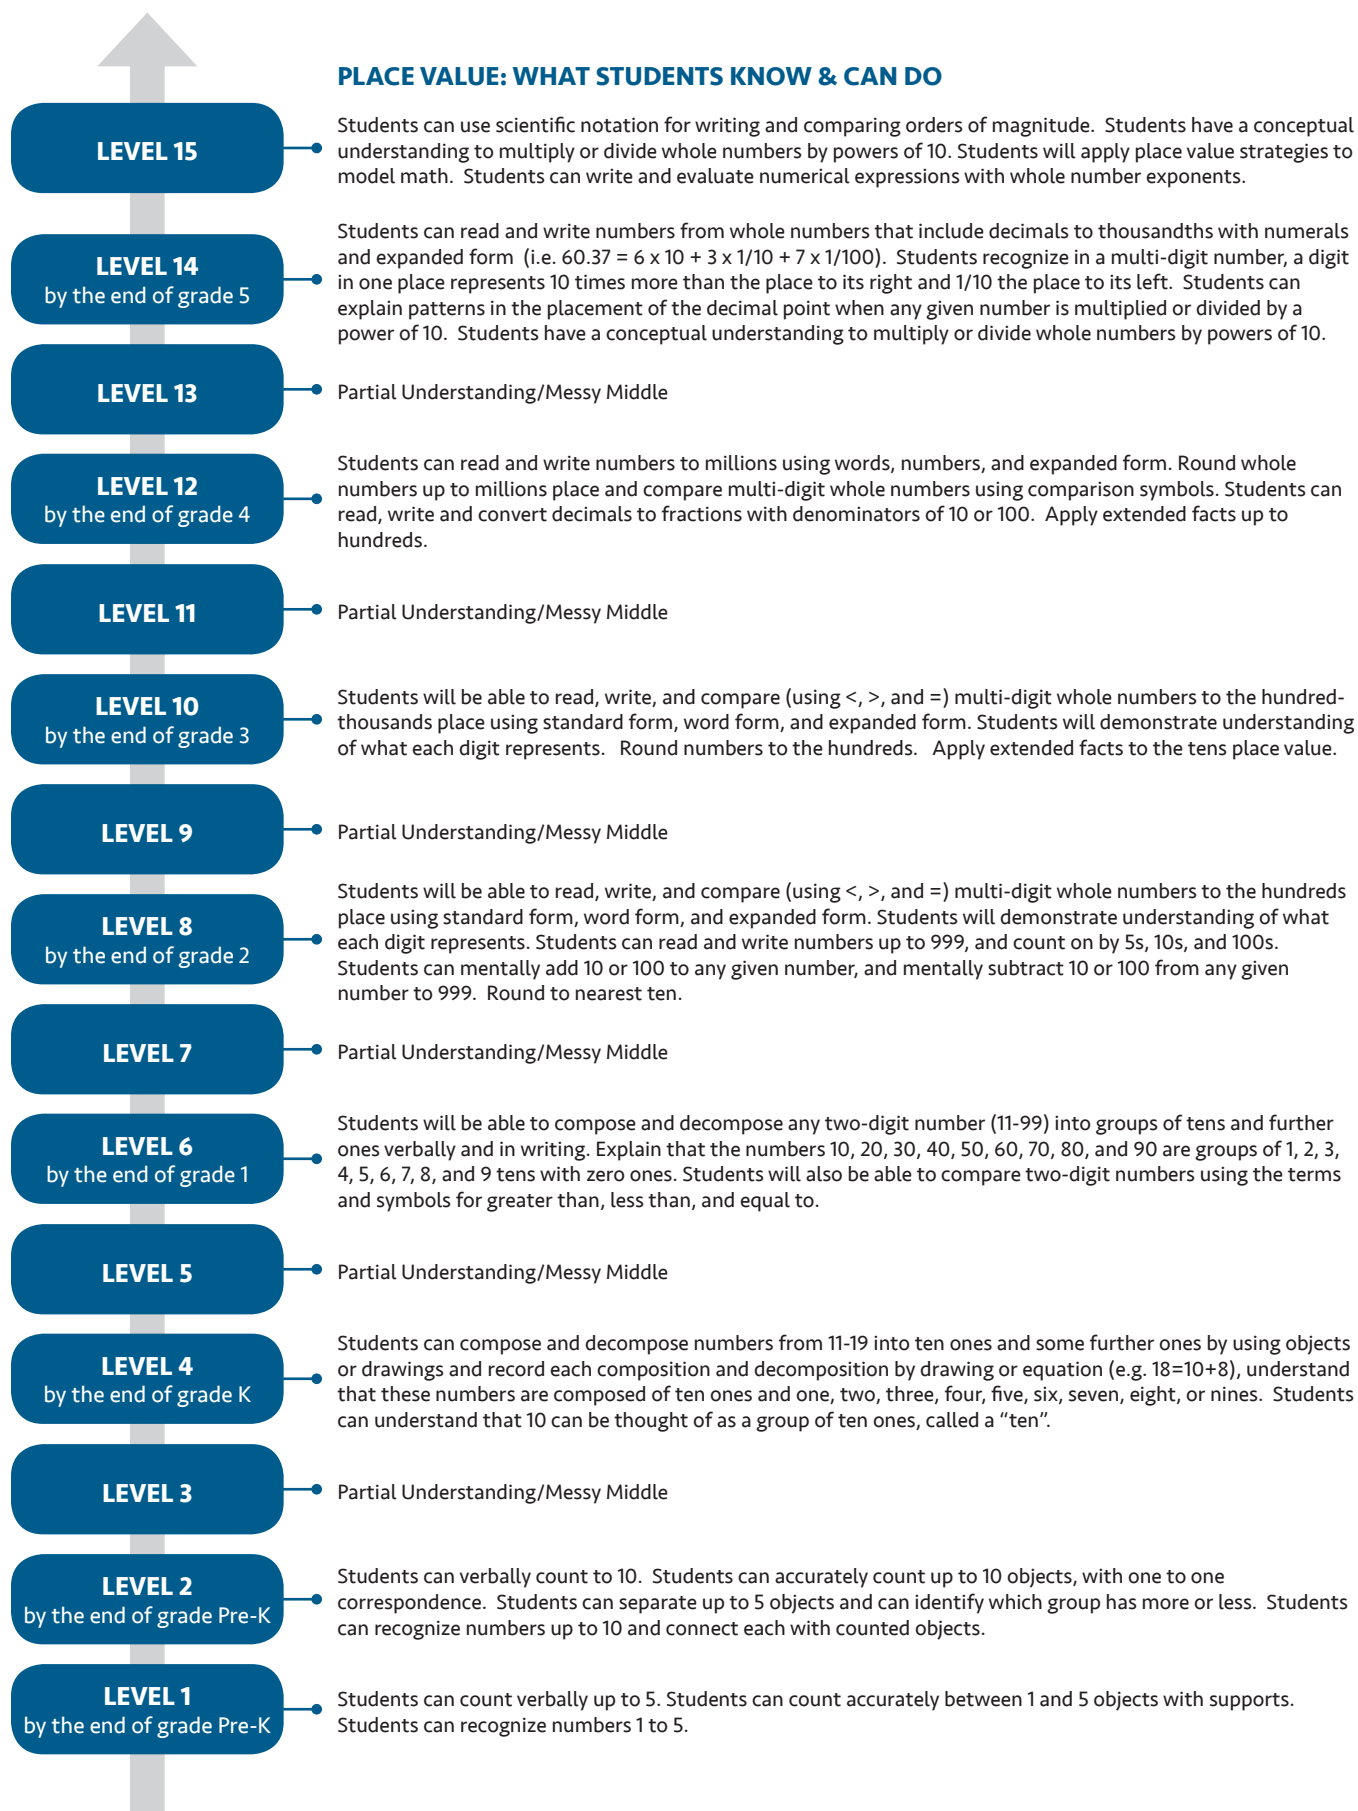 PLACE VALUE: WHAT STUDENTS KNOW & CAN DO
LEVEL 15
Students can use scientific notation for writing and comparing orders of magnitude.  Students have a conceptual
understanding to multiply or divide whole numbers by powers of 10. Students will apply place value strategies to
model math.  Students can write and evaluate numerical expressions with whole number exponents.
LEVEL 14
by the end of grade 5
Students can read and write numbers from whole numbers that include decimals to thousandths with numerals
and expanded form  (i.e. 60.37 = 6 x 10 + 3 x 1/10 + 7 x 1/100).  Students recognize in a multi-digit number, a digit
in one place represents 10 times more than the place to its right and 1/10 the place to its left.  Students can
explain patterns in the placement of the decimal point when any given number is multiplied or divided by a
power of 10.  Students have a conceptual understanding to multiply or divide whole numbers by powers of 10.
LEVEL 13
Partial Understanding/Messy Middle
LEVEL 12
by the end of grade 4
Students can read and write numbers to millions using words, numbers, and expanded form. Round whole
numbers up to millions place and compare multi-digit whole numbers using comparison symbols. Students can
read, write and convert decimals to fractions with denominators of 10 or 100.  Apply extended facts up to
hundreds.
LEVEL 11
Partial Understanding/Messy Middle
LEVEL 10
by the end of grade 3
Students will be able to read, write, and compare (using <, >, and =) multi-digit whole numbers to the hundred-
thousands place using standard form, word form, and expanded form. Students will demonstrate understanding
of what each digit represents.   Round numbers to the hundreds.   Apply extended facts to the tens place value.
LEVEL 9
Partial Understanding/Messy Middle
LEVEL 8
by the end of grade 2
Students will be able to read, write, and compare (using <, >, and =) multi-digit whole numbers to the hundreds
place using standard form, word form, and expanded form. Students will demonstrate understanding of what
each digit represents. Students can read and write numbers up to 999, and count on by 5s, 10s, and 100s.
Students can mentally add 10 or 100 to any given number, and mentally subtract 10 or 100 from any given
number to 999.  Round to nearest ten.
LEVEL 7
Partial Understanding/Messy Middle
LEVEL 6
by the end of grade 1
Students will be able to compose and decompose any two-digit number (11-99) into groups of tens and further
ones verbally and in writing. Explain that the numbers 10, 20, 30, 40, 50, 60, 70, 80, and 90 are groups of 1, 2, 3,
4, 5, 6, 7, 8, and 9 tens with zero ones. Students will also be able to compare two-digit numbers using the terms
and symbols for greater than, less than, and equal to.
LEVEL 5
Partial Understanding/Messy Middle
LEVEL 4
by the end of grade K
Students can compose and decompose numbers from 11-19 into ten ones and some further ones by using objects
or drawings and record each composition and decomposition by drawing or equation (e.g. 18=10+8), understand
that these numbers are composed of ten ones and one, two, three, four, five, six, seven, eight, or nines.  Students
can understand that 10 can be thought of as a group of ten ones, called a “ten”.
LEVEL 3
Partial Understanding/Messy Middle
LEVEL 2
by the end of grade Pre-K
Students can verbally count to 10.  Students can accurately count up to 10 objects, with one to one
correspondence.  Students can separate up to 5 objects and can identify which group has more or less.  Students
can recognize numbers up to 10 and connect each with counted objects.
LEVEL 1
by the end of grade Pre-K
Students can count verbally up to 5. Students can count accurately between 1 and 5 objects with supports.
Students can recognize numbers 1 to 5.